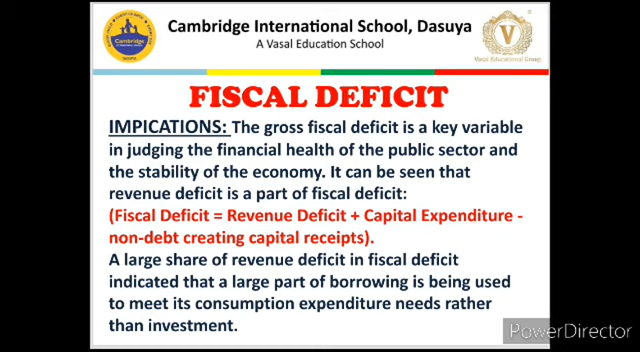 Cambridge International School, Dasuya
A Vasal Education School
Cambridge
V
Vasal Educational Group
FISCAL DEFICIT
IMPICATIONS: The gross fiscal deficit is a key variable
in judging the financial health of the public sector and
the stability of the economy. It can be seen that
revenue deficit is a part of fiscal deficit:
(Fiscal Deficit = Revenue Deficit + Capital Expenditure -
non-debt creating capital receipts).
A large share of revenue deficit in fiscal deficit
indicated that a large part of borrowing is being used
to meet its consumption expenditure needs rather
than investment.
PowerDirector